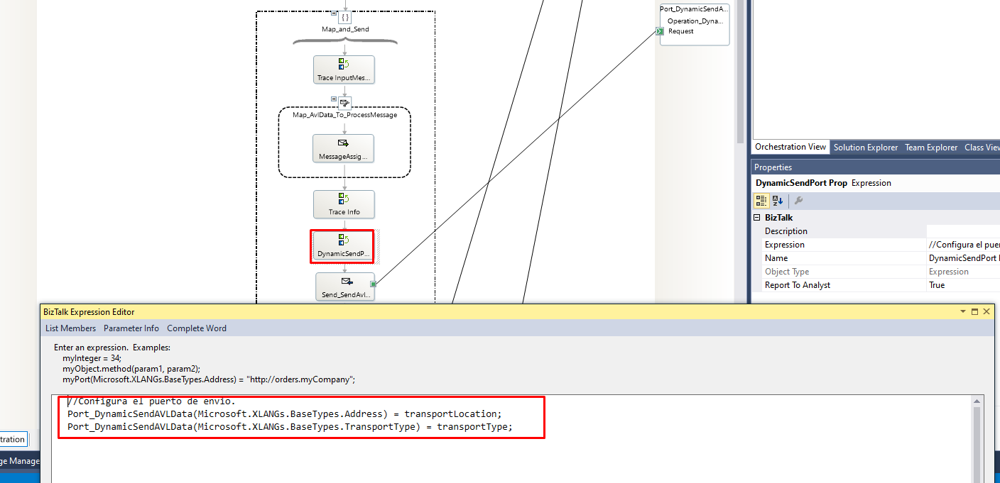 { }
Map_and_Send
Trace InputMes...
Map_AvlData_To_ProcessMessage
MessageAssig...
Trace Info
DynamicSendP...
Send_SendAvl...
Port_DynamicSendA...
Operation_Dyna...
Request
Orchestration View Solution Explorer Team Explorer Class View
Properties
DynamicSendPort Prop Expression
BizTalk
Description
Expression //Configura el puer
Name DynamicSendPort
Object Type Expression
Report To Analyst True
BizTalk Expression Editor
List Members Parameter Info Complete Word
Enter an expression. Examples:
myInteger = 34;
myObject.method(param1, param2);
myPort(Microsoft.XLANGs.BaseTypes.Address) = "http://orders.myCompany";
//Configura el puerto de envío.
Port_DynamicSendAVLData(Microsoft.XLANGs.BaseTypes.Address) = transportLocation;
Port_DynamicSendAVLData(Microsoft.XLANGs.BaseTypes.TransportType) = transportType;
tration
ge Manage